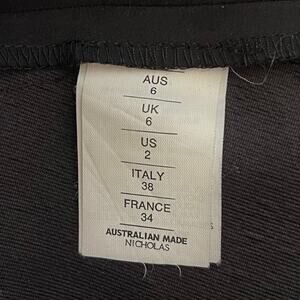 AUS
6
UK
6
US
2
ITALY
38
FRANCE
34
AUSTRALIAN MADE
NICHOLAS